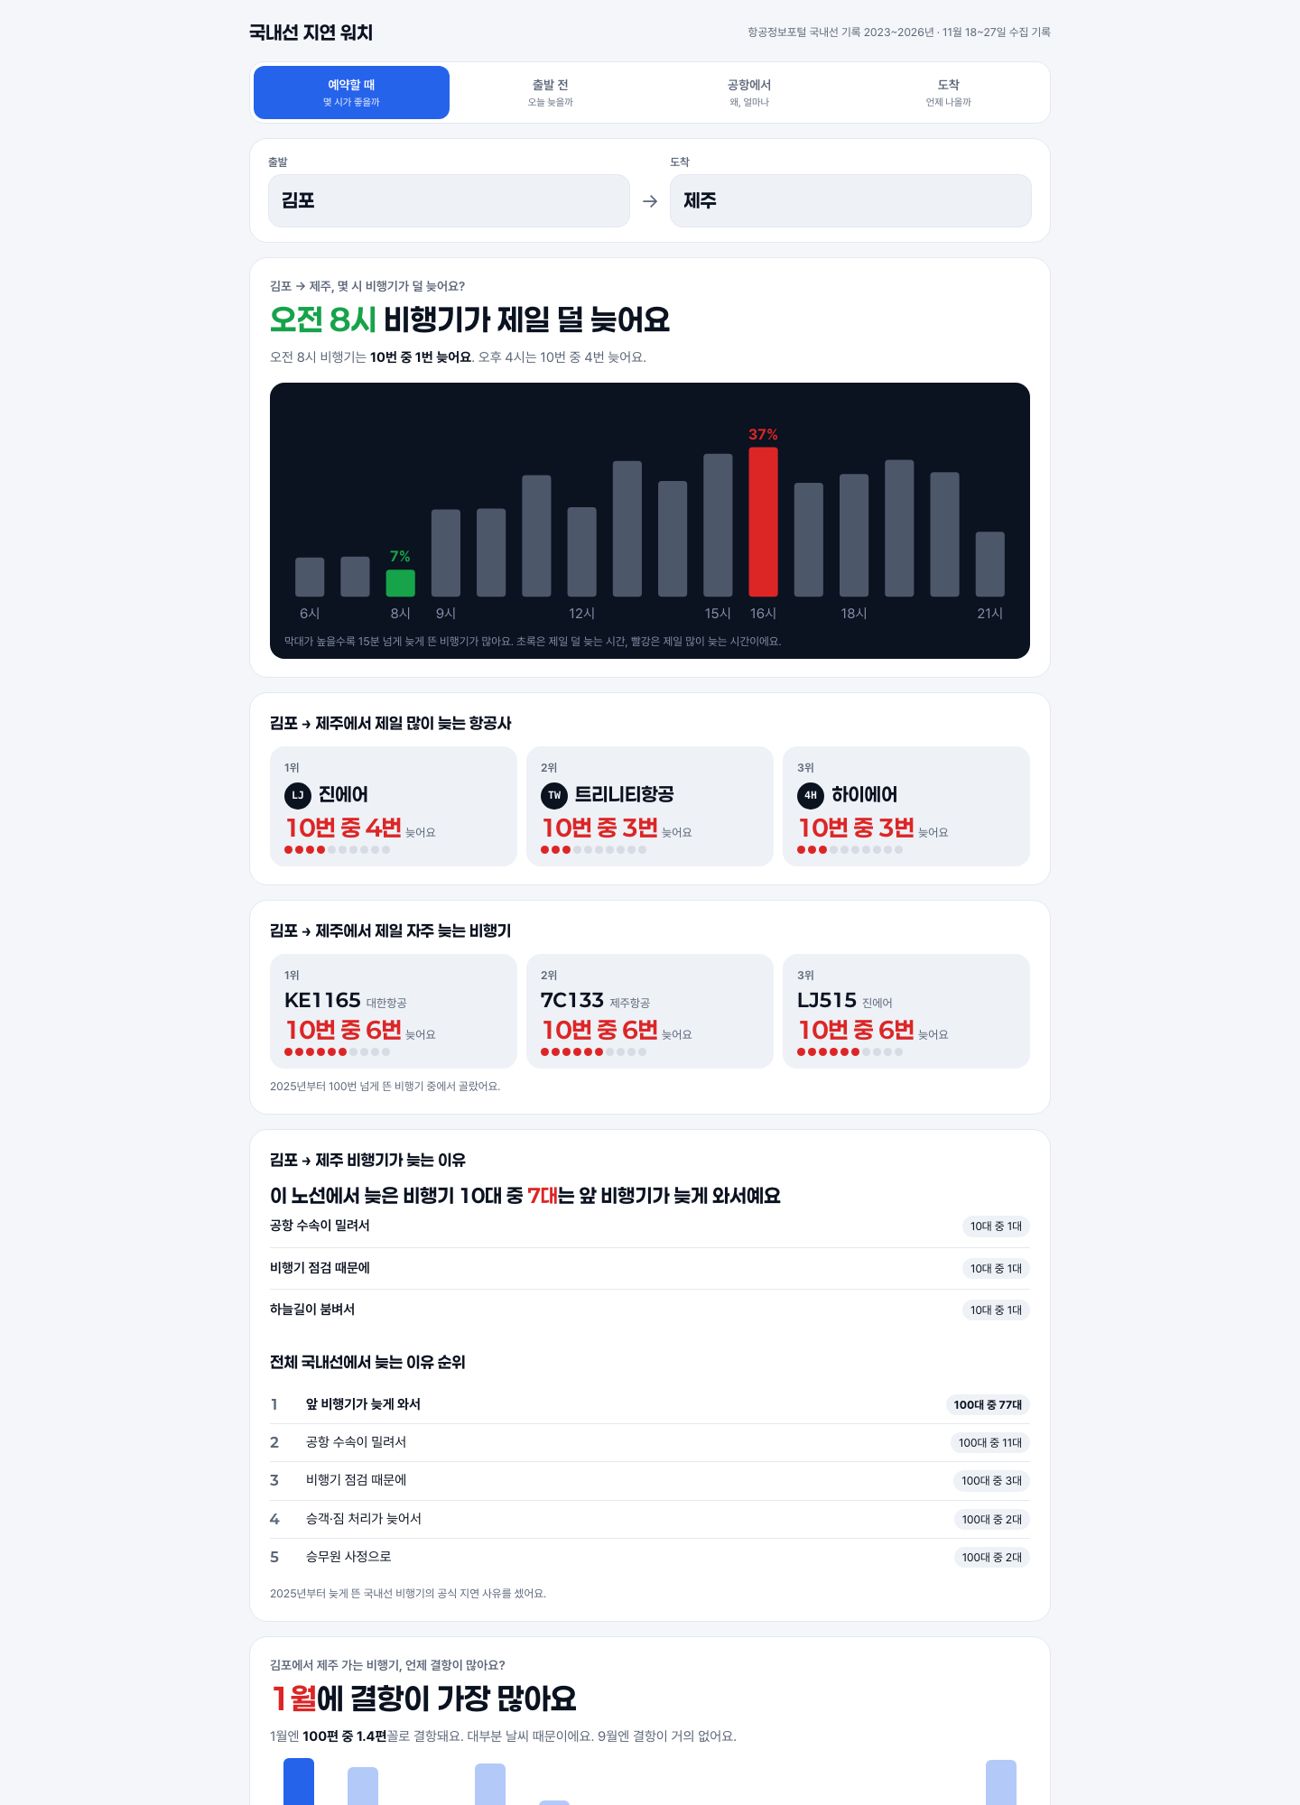 국내선 지연 워치
항공정보포털 국내선 기록 2023~2026년 · 11월 18~27일 수집 기록
예약할 때
몇 시가 좋을까
출발 전
오늘 늦을까
공항에서
왜, 얼마나
도착
언제 나올까
출발
김포
→
도착
제주
김포 → 제주, 몇 시 비행기가 덜 늦어요?
오전 8시 비행기가 제일 덜 늦어요
오전 8시 비행기는 10번 중 1번 늦어요. 오후 4시는 10번 중 4번 늦어요.
37%
7%
6시 8시 9시 12시 15시 16시 18시 21시
막대가 높을수록 15분 넘게 늦게 뜬 비행기가 많아요. 초록은 제일 덜 늦는 시간, 빨강은 제일 많이 늦는 시간이에요.
김포 → 제주에서 제일 많이 늦는 항공사
1위
LJ 진에어
10번 중 4번 늦어요
2위
TW 트리니티항공
10번 중 3번 늦어요
3위
4H 하이에어
10번 중 3번 늦어요
김포 → 제주에서 제일 자주 늦는 비행기
1위
KE1165 대한항공
10번 중 6번 늦어요
2위
7C133 제주항공
10번 중 6번 늦어요
3위
LJ515 진에어
10번 중 6번 늦어요
2025년부터 100번 넘게 뜬 비행기 중에서 골랐어요.
김포 → 제주 비행기가 늦는 이유
이 노선에서 늦은 비행기 10대 중 7대는 앞 비행기가 늦게 와서예요
공항 수속이 밀려서 10대 중 1대
비행기 점검 때문에 10대 중 1대
하늘길이 붐벼서 10대 중 1대
전체 국내선에서 늦는 이유 순위
1 앞 비행기가 늦게 와서 100대 중 77대
2 공항 수속이 밀려서 100대 중 11대
3 비행기 점검 때문에 100대 중 3대
4 승객·짐 처리가 늦어서 100대 중 2대
5 승무원 사정으로 100대 중 2대
2025년부터 늦게 뜬 국내선 비행기의 공식 지연 사유를 셌어요.
김포에서 제주 가는 비행기, 언제 결항이 많아요?
1월에 결항이 가장 많아요
1월엔 100편 중 1.4편꼴로 결항돼요. 대부분 날씨 때문이에요. 9월엔 결항이 거의 없어요.